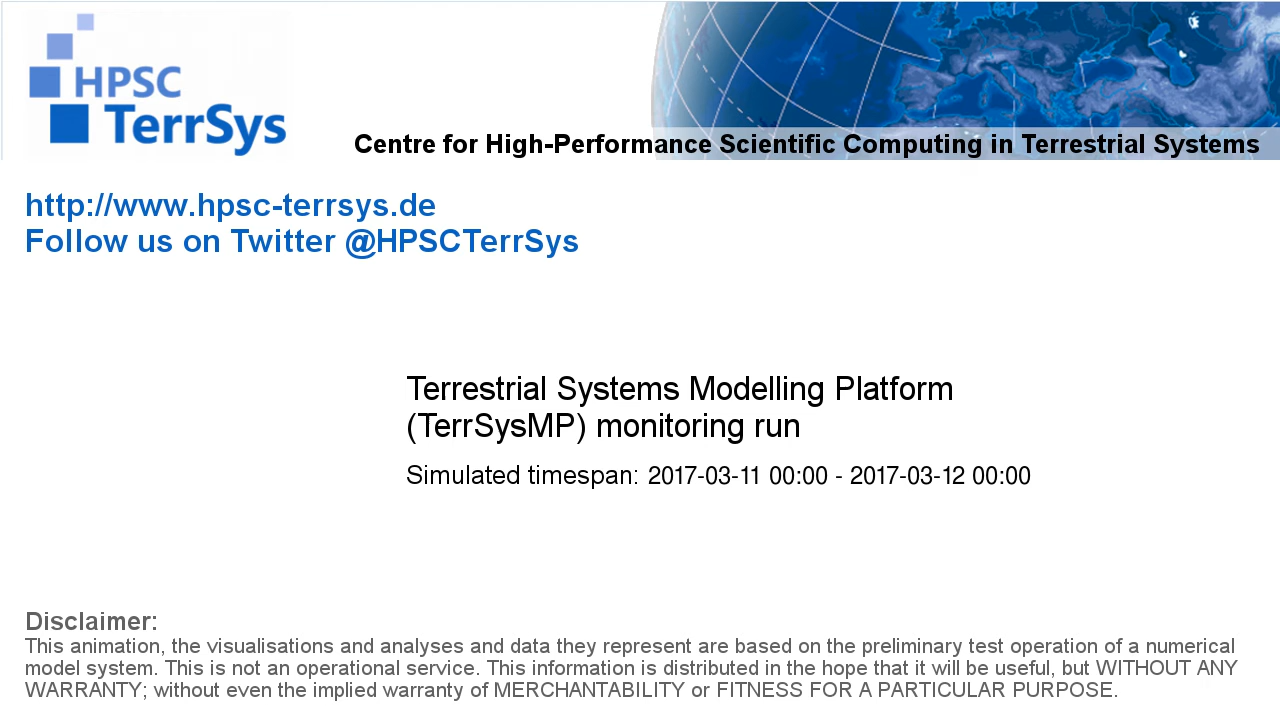 HPSC
TerrSys
Centre for High-Performance Scientific Computing in Terrestrial Systems
http://www.hpsc-terrsys.de
Follow us on Twitter @HPSCTerrSys
Terrestrial Systems Modelling Platform
(TerrSysMP) monitoring run
Simulated timespan: 2017-03-11 00:00 - 2017-03-12 00:00
Disclaimer:
This animation, the visualisations and analyses and data they represent are based on the preliminary test operation of a numerical
model system. This is not an operational service. This information is distributed in the hope that it will be useful, but WITHOUT ANY
WARRANTY; without even the implied warranty of MERCHANTABILITY or FITNESS FOR A PARTICULAR PURPOSE.